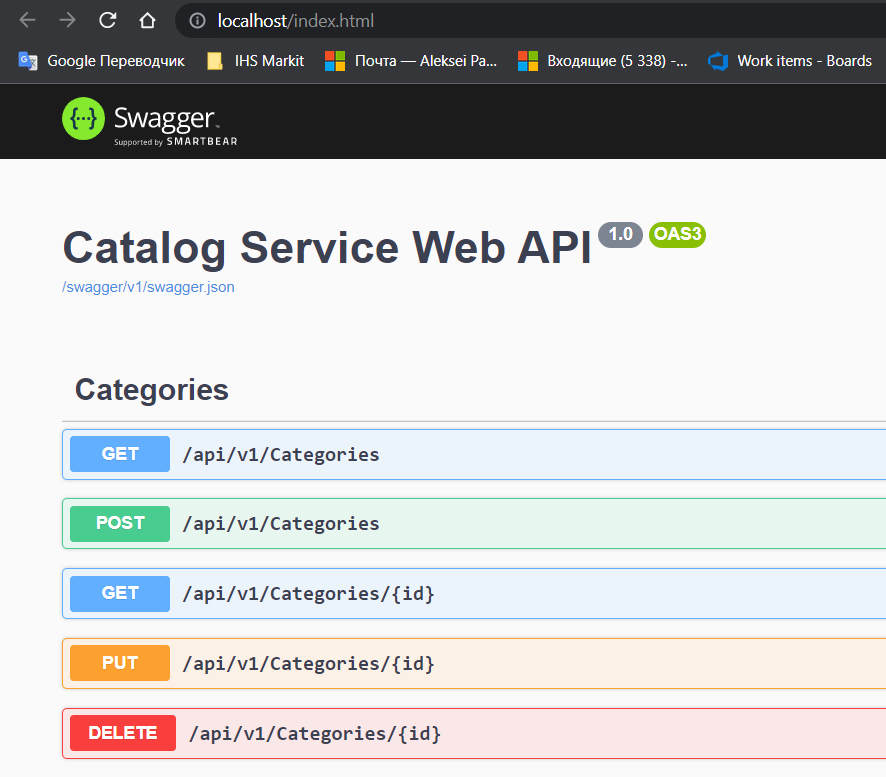 localhost/index.html
Google Переводчик IHS Markit Почта — Aleksei Pa... Входящие (5 338) -... Work items - Boards
{···} Swagger™
Supported by SMARTBEAR
Catalog Service Web API 1.0 OAS3
/swagger/v1/swagger.json
Categories
GET /api/v1/Categories
POST /api/v1/Categories
GET /api/v1/Categories/{id}
PUT /api/v1/Categories/{id}
DELETE /api/v1/Categories/{id}